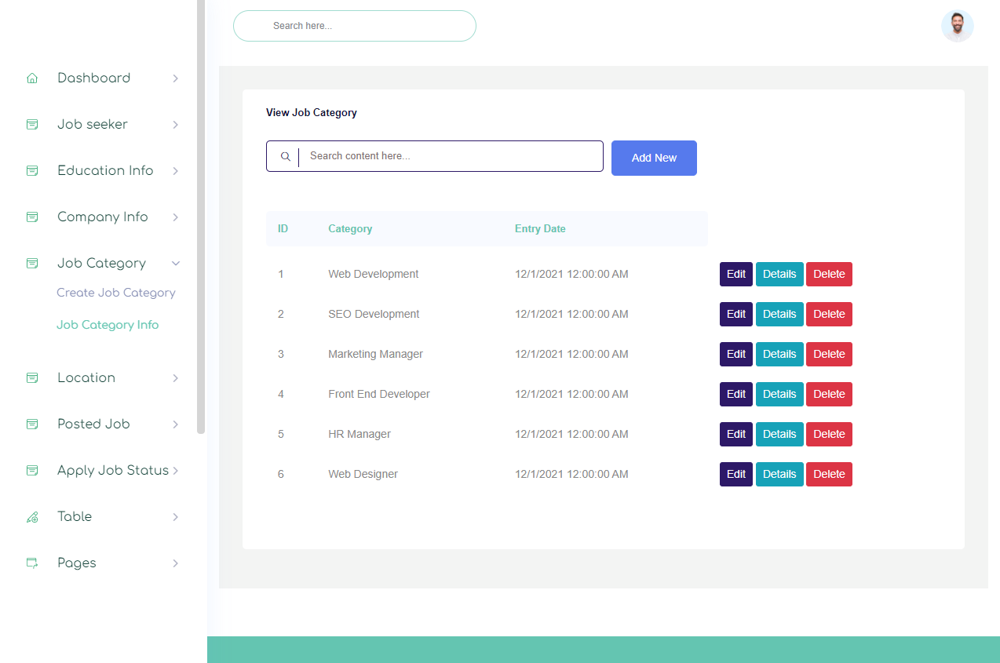 Search here...
Dashboard
Job seeker
Education Info
Company Info
Job Category
Create Job Category
Job Category Info
Location
Posted Job
Apply Job Status
Table
Pages
View Job Category
Search content here...
Add New
ID Category Entry Date
1 Web Development 12/1/2021 12:00:00 AM Edit Details Delete
2 SEO Development 12/1/2021 12:00:00 AM Edit Details Delete
3 Marketing Manager 12/1/2021 12:00:00 AM Edit Details Delete
4 Front End Developer 12/1/2021 12:00:00 AM Edit Details Delete
5 HR Manager 12/1/2021 12:00:00 AM Edit Details Delete
6 Web Designer 12/1/2021 12:00:00 AM Edit Details Delete